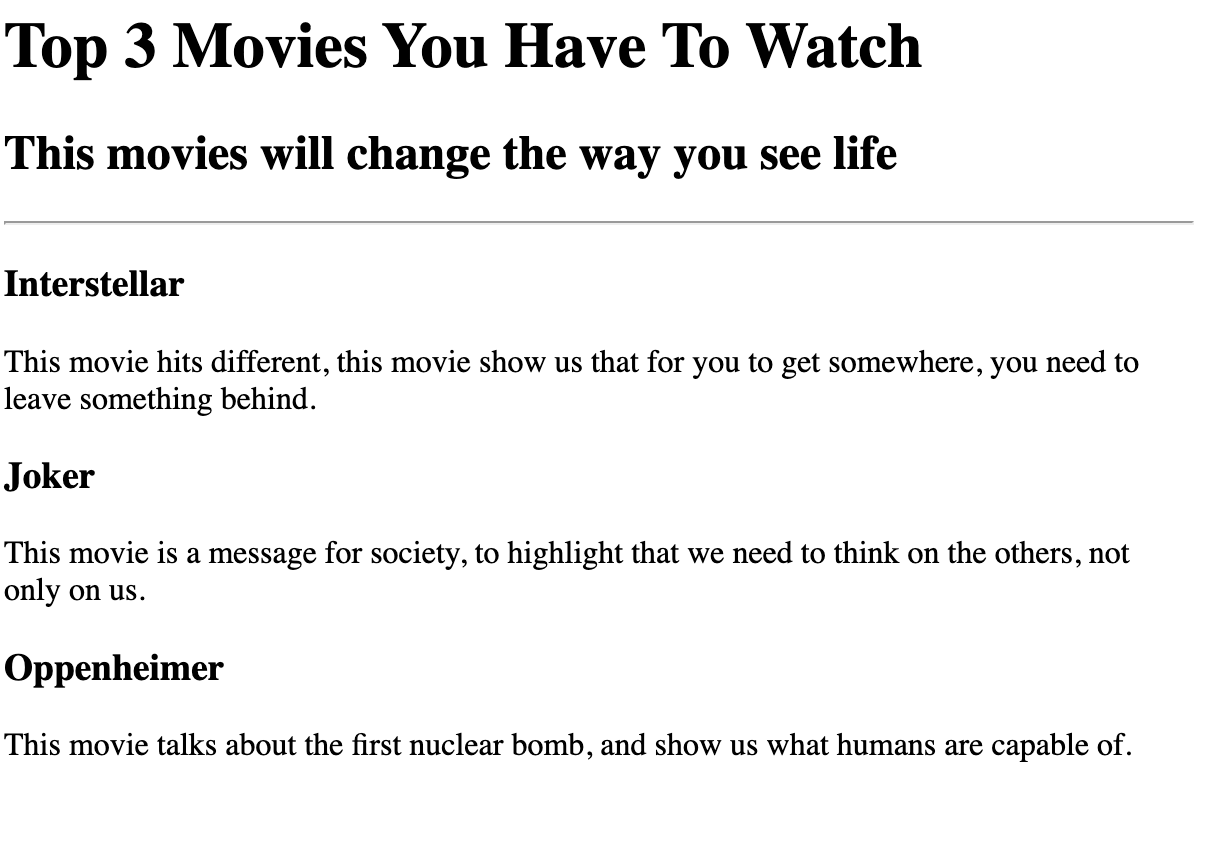 Top 3 Movies You Have To Watch
This movies will change the way you see life
Interstellar
This movie hits different, this movie show us that for you to get somewhere, you need to
leave something behind.
Joker
This movie is a message for society, to highlight that we need to think on the others, not
only on us.
Oppenheimer
This movie talks about the first nuclear bomb, and show us what humans are capable of.